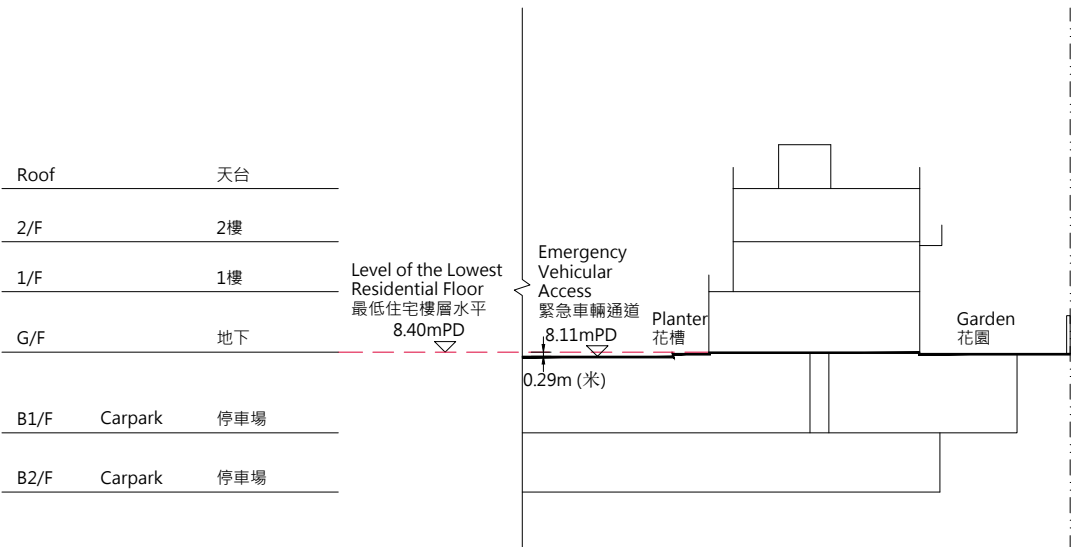 Roof 天台
2/F 2樓
1/F 1樓
G/F 地下
B1/F Carpark 停車場
B2/F Carpark 停車場
Level of the Lowest
Residential Floor
最低住宅樓層水平
8.40mPD
Emergency
Vehicular
Access
緊急車輛通道
8.11mPD
0.29m (米)
Planter
花槽
Garden
花園